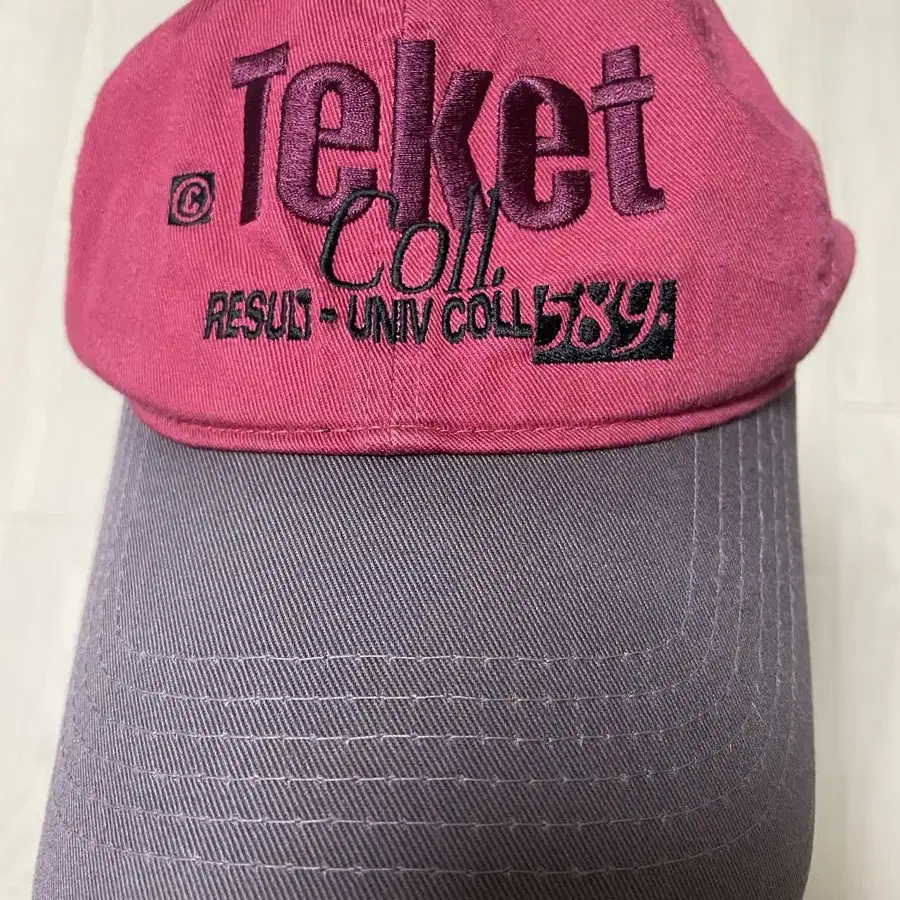 © Teket
Coll.
RESULT - UNIV COLL 589.